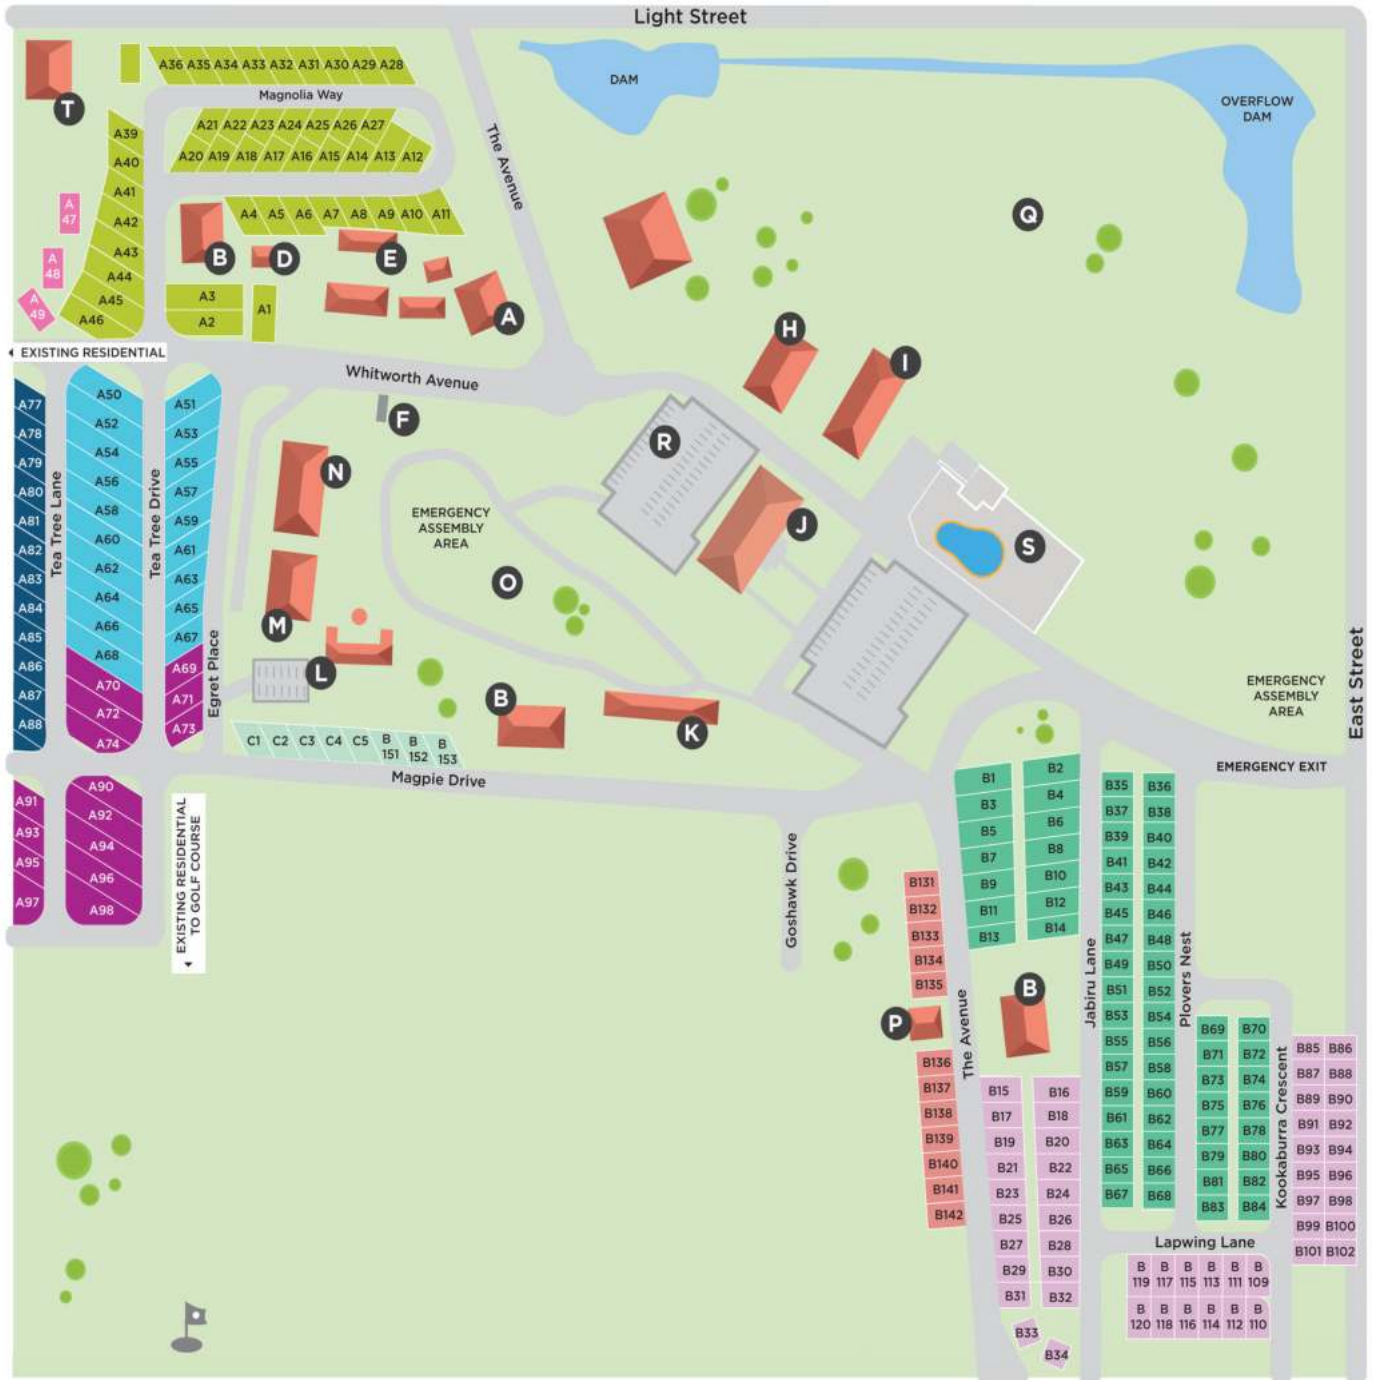 Light Street
A36 A35 A34 A33 A32 A31 A30 A29 A28
Magnolia Way
A21 A22 A23 A24 A25 A26 A27
A20 A19 A18 A17 A16 A15 A14 A13 A12
A4 A5 A6 A7 A8 A9 A10 A11
T
A39
A40
A41
A42
A43
A44
A45
A46
A
47
A
48
A
49
B
D
E
A
A3
A2
A1
The Avenue
DAM
OVERFLOW
DAM
Q
H
I
EXISTING RESIDENTIAL
Whitworth Avenue
F
R
J
S
N
M
L
O
EMERGENCY
ASSEMBLY
AREA
B
K
A77
A78
A79
A80
A81
A82
A83
A84
A85
A86
A87
A88
Tea Tree Lane
A50
A52
A54
A56
A58
A60
A62
A64
A66
A68
A70
A72
A74
Tea Tree Drive
A51
A53
A55
A57
A59
A61
A63
A65
A67
A69
A71
A73
Egret Place
C1 C2 C3 C4 C5
B
151
B
152
B
153
Magpie Drive
East Street
EMERGENCY
ASSEMBLY
AREA
EMERGENCY EXIT
A91
A93
A95
A97
A90
A92
A94
A96
A98
EXISTING RESIDENTIAL
TO GOLF COURSE
Goshawk Drive
B131
B132
B133
B134
B135
P
B136
B137
B138
B139
B140
B141
B142
The Avenue
B1
B3
B5
B7
B9
B11
B13
B2
B4
B6
B8
B10
B12
B14
B
B15 B16
B17 B18
B19 B20
B21 B22
B23 B24
B25 B26
B27 B28
B29 B30
B31 B32
B33
B34
Jabiru Lane
B35 B36
B37 B38
B39 B40
B41 B42
B43 B44
B45 B46
B47 B48
B49 B50
B51 B52
B53 B54
B55 B56
B57 B58
B59 B60
B61 B62
B63 B64
B65 B66
B67 B68
Plovers Nest
B69 B70
B71 B72
B73 B74
B75 B76
B77 B78
B79 B80
B81 B82
B83 B84
Kookaburra Crescent
B85 B86
B87 B88
B89 B90
B91 B92
B93 B94
B95 B96
B97 B98
B99 B100
B101 B102
Lapwing Lane
B B B B B B
119 117 115 113 111 109
B B B B B B
120 118 116 114 112 110